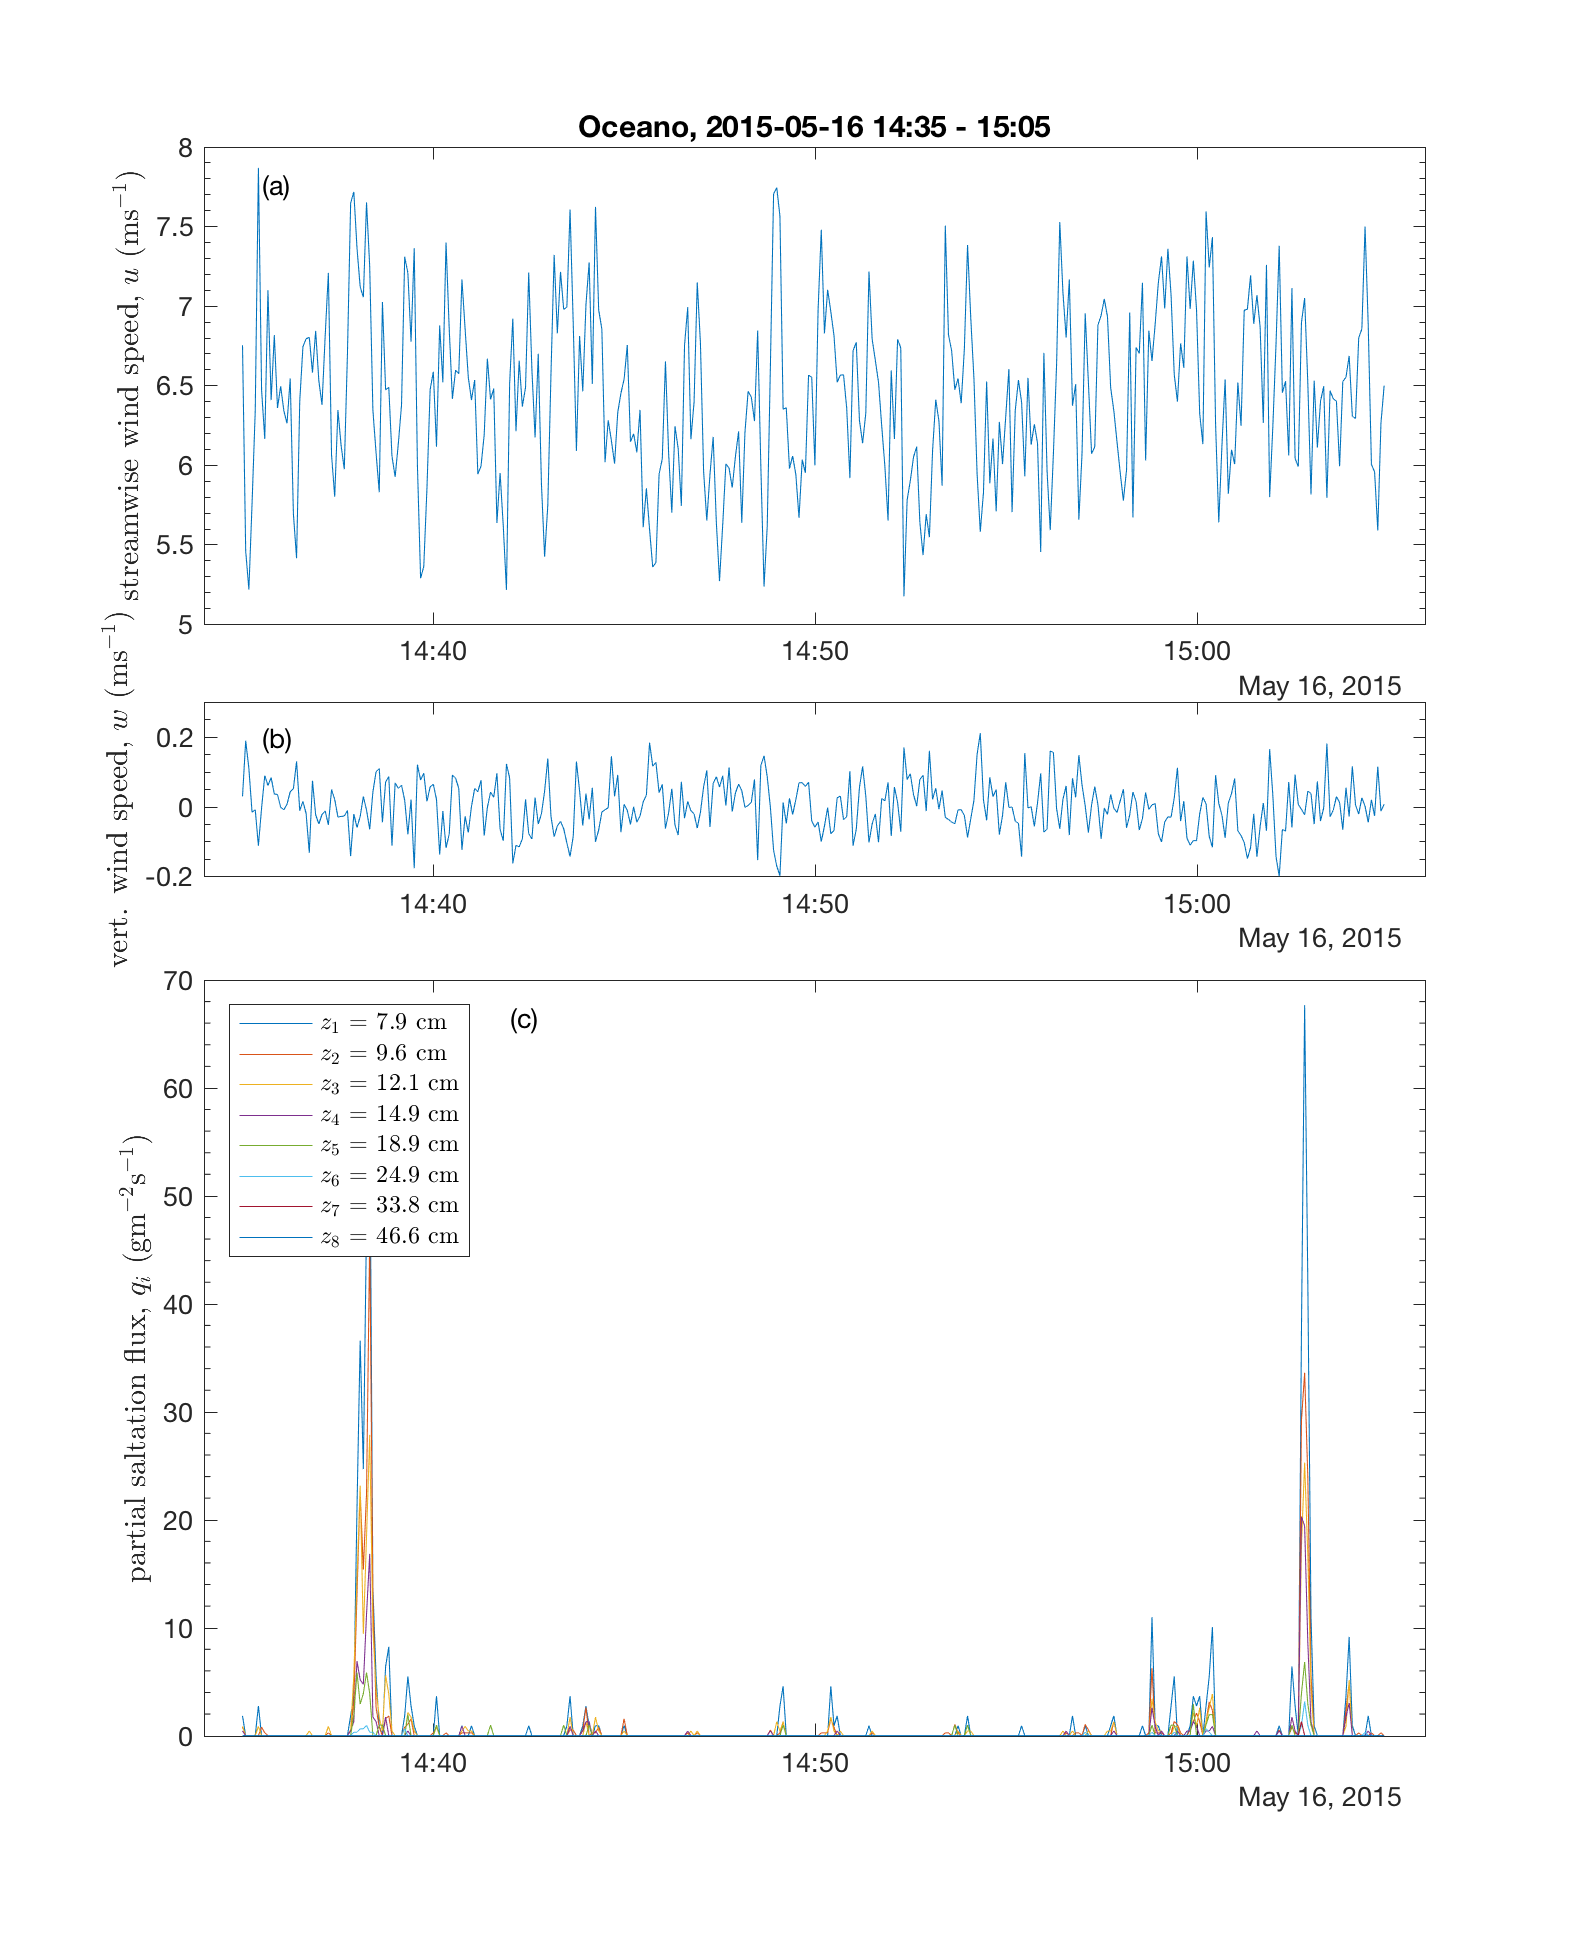 Oceano, 2015-05-16 14:35 - 15:05
(a)
streamwise wind speed, u (ms⁻¹)
8
7.5
7
6.5
6
5.5
5
14:40 14:50 15:00
May 16, 2015
(b)
vert. wind speed, w (ms⁻¹)
0.2
0
-0.2
14:40 14:50 15:00
May 16, 2015
(c)
partial saltation flux, qᵢ (gm⁻²s⁻¹)
70
60
50
40
30
20
10
0
z₁ = 7.9 cm
z₂ = 9.6 cm
z₃ = 12.1 cm
z₄ = 14.9 cm
z₅ = 18.9 cm
z₆ = 24.9 cm
z₇ = 33.8 cm
z₈ = 46.6 cm
14:40 14:50 15:00
May 16, 2015